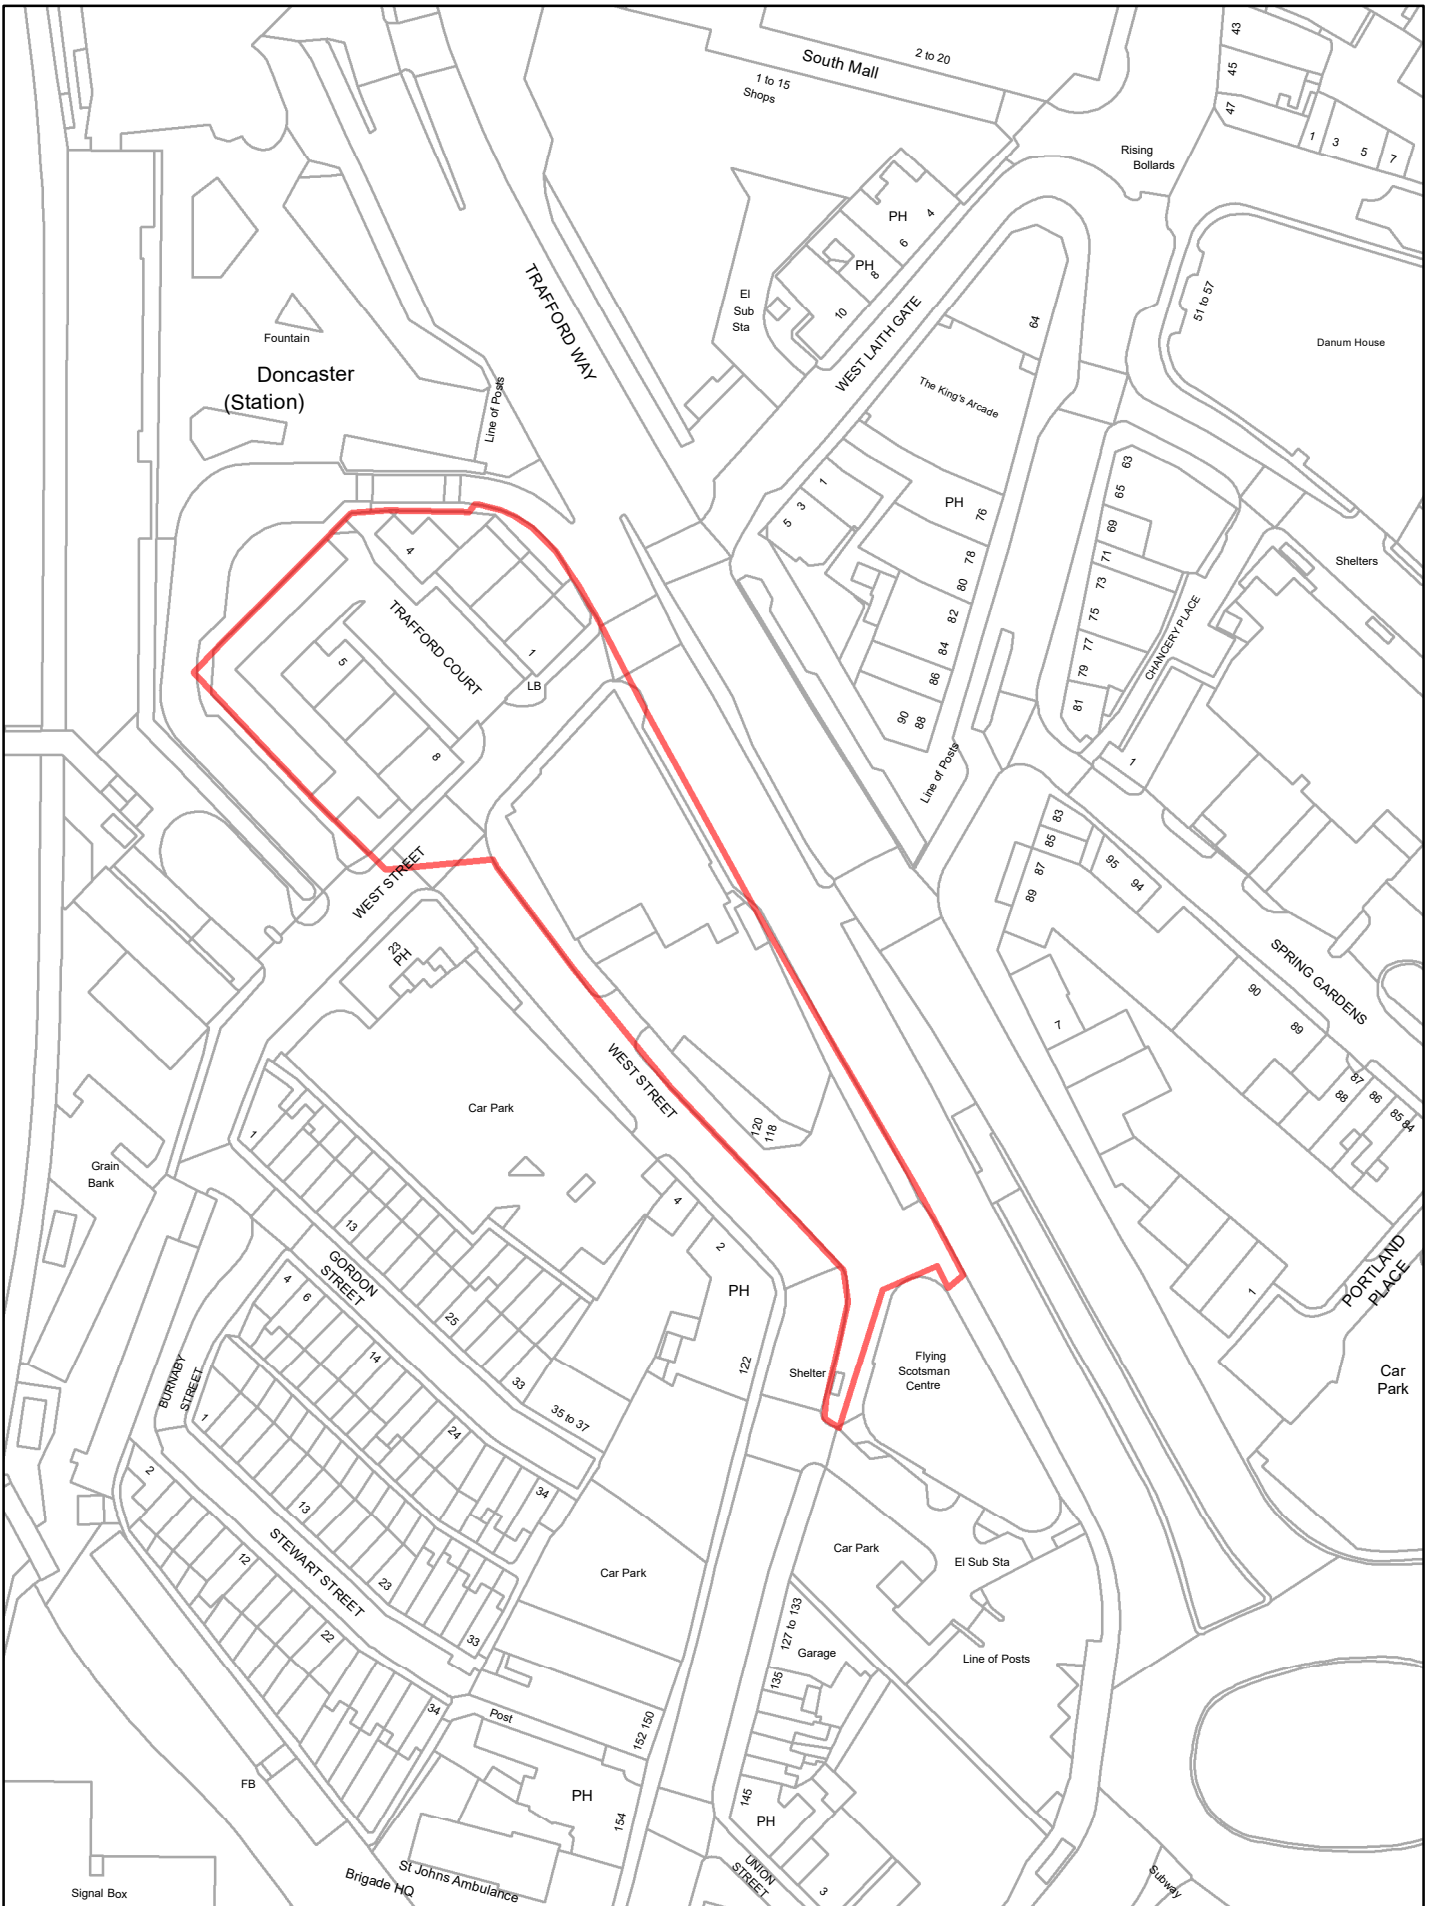 South Mall
2 to 20
1 to 15
Shops
43
45
47
1
3
5
7
Rising
Bollards
PH
4
6
PH
8
10
El
Sub
Sta
TRAFFORD WAY
WEST LAITH GATE
64
51 to 57
Danum House
Fountain
Doncaster
(Station)
Line of Posts
The King's Arcade
1
3
5
PH
76
78
80
82
84
86
88
90
Line of Posts
63
65
69
71
73
75
77
79
81
CHANCERY PLACE
Shelters
1
4
TRAFFORD COURT
5
1
LB
8
WEST STREET
23
PH
83
85
87
89
95
94
SPRING GARDENS
90
89
7
87
86
85
84
88
WEST STREET
Car Park
120
118
Grain
Bank
1
13
GORDON
STREET
25
33
35 to 37
4
2
PH
122
Shelter
Flying
Scotsman
Centre
1
PORTLAND
PLACE
Car
Park
BURNABY
STREET
4
6
14
24
34
1
13
23
33
STEWART STREET
2
12
22
34
Car Park
Car Park
El Sub Sta
127 to 133
Garage
135
Line of Posts
Post
152 150
154
PH
145
PH
UNION
STREET
3
FB
Signal Box
St Johns Ambulance
Brigade HQ
Subway